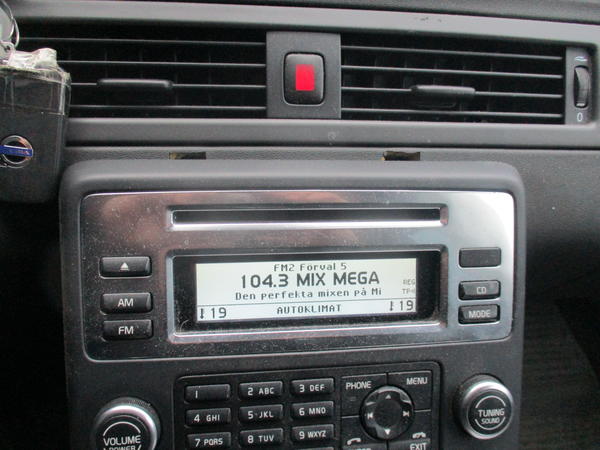 0
FM2 Förval 5
104.3 MIX MEGA
REG
Den perfekta mixen på Mi
19 AUTOKLIMAT 19
AM
FM
CD
MODE
1 2 ABC 3 DEF
4 GHI 5 JKL 6 MNO
7 PQRS 8 TUV 9 WXYZ
PHONE MENU
EXIT
VOLUME
POWER
TUNING
SOUND